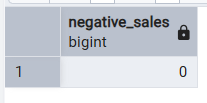 negative_sales
bigint
1 0